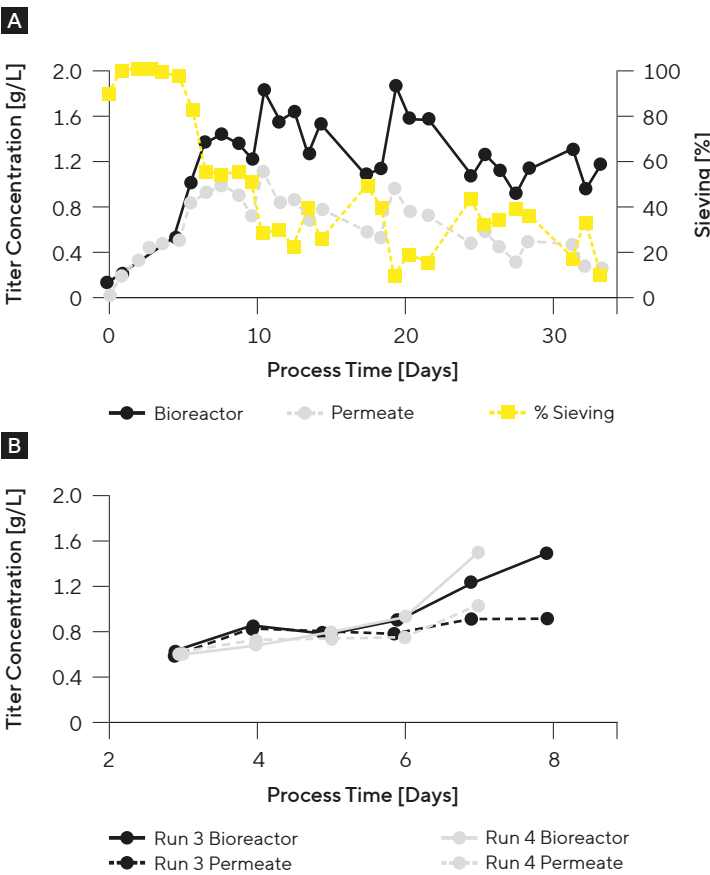 A
Titer Concentration [g/L]
2.0
1.6
1.2
0.8
0.4
0
100
80
60
40
20
0
Sieving [%]
0 10 20 30
Process Time [Days]
Bioreactor Permeate % Sieving
B
Titer Concentration [g/L]
2.0
1.6
1.2
0.8
0.4
0
2 4 6 8
Process Time [Days]
Run 3 Bioreactor Run 4 Bioreactor
Run 3 Permeate Run 4 Permeate